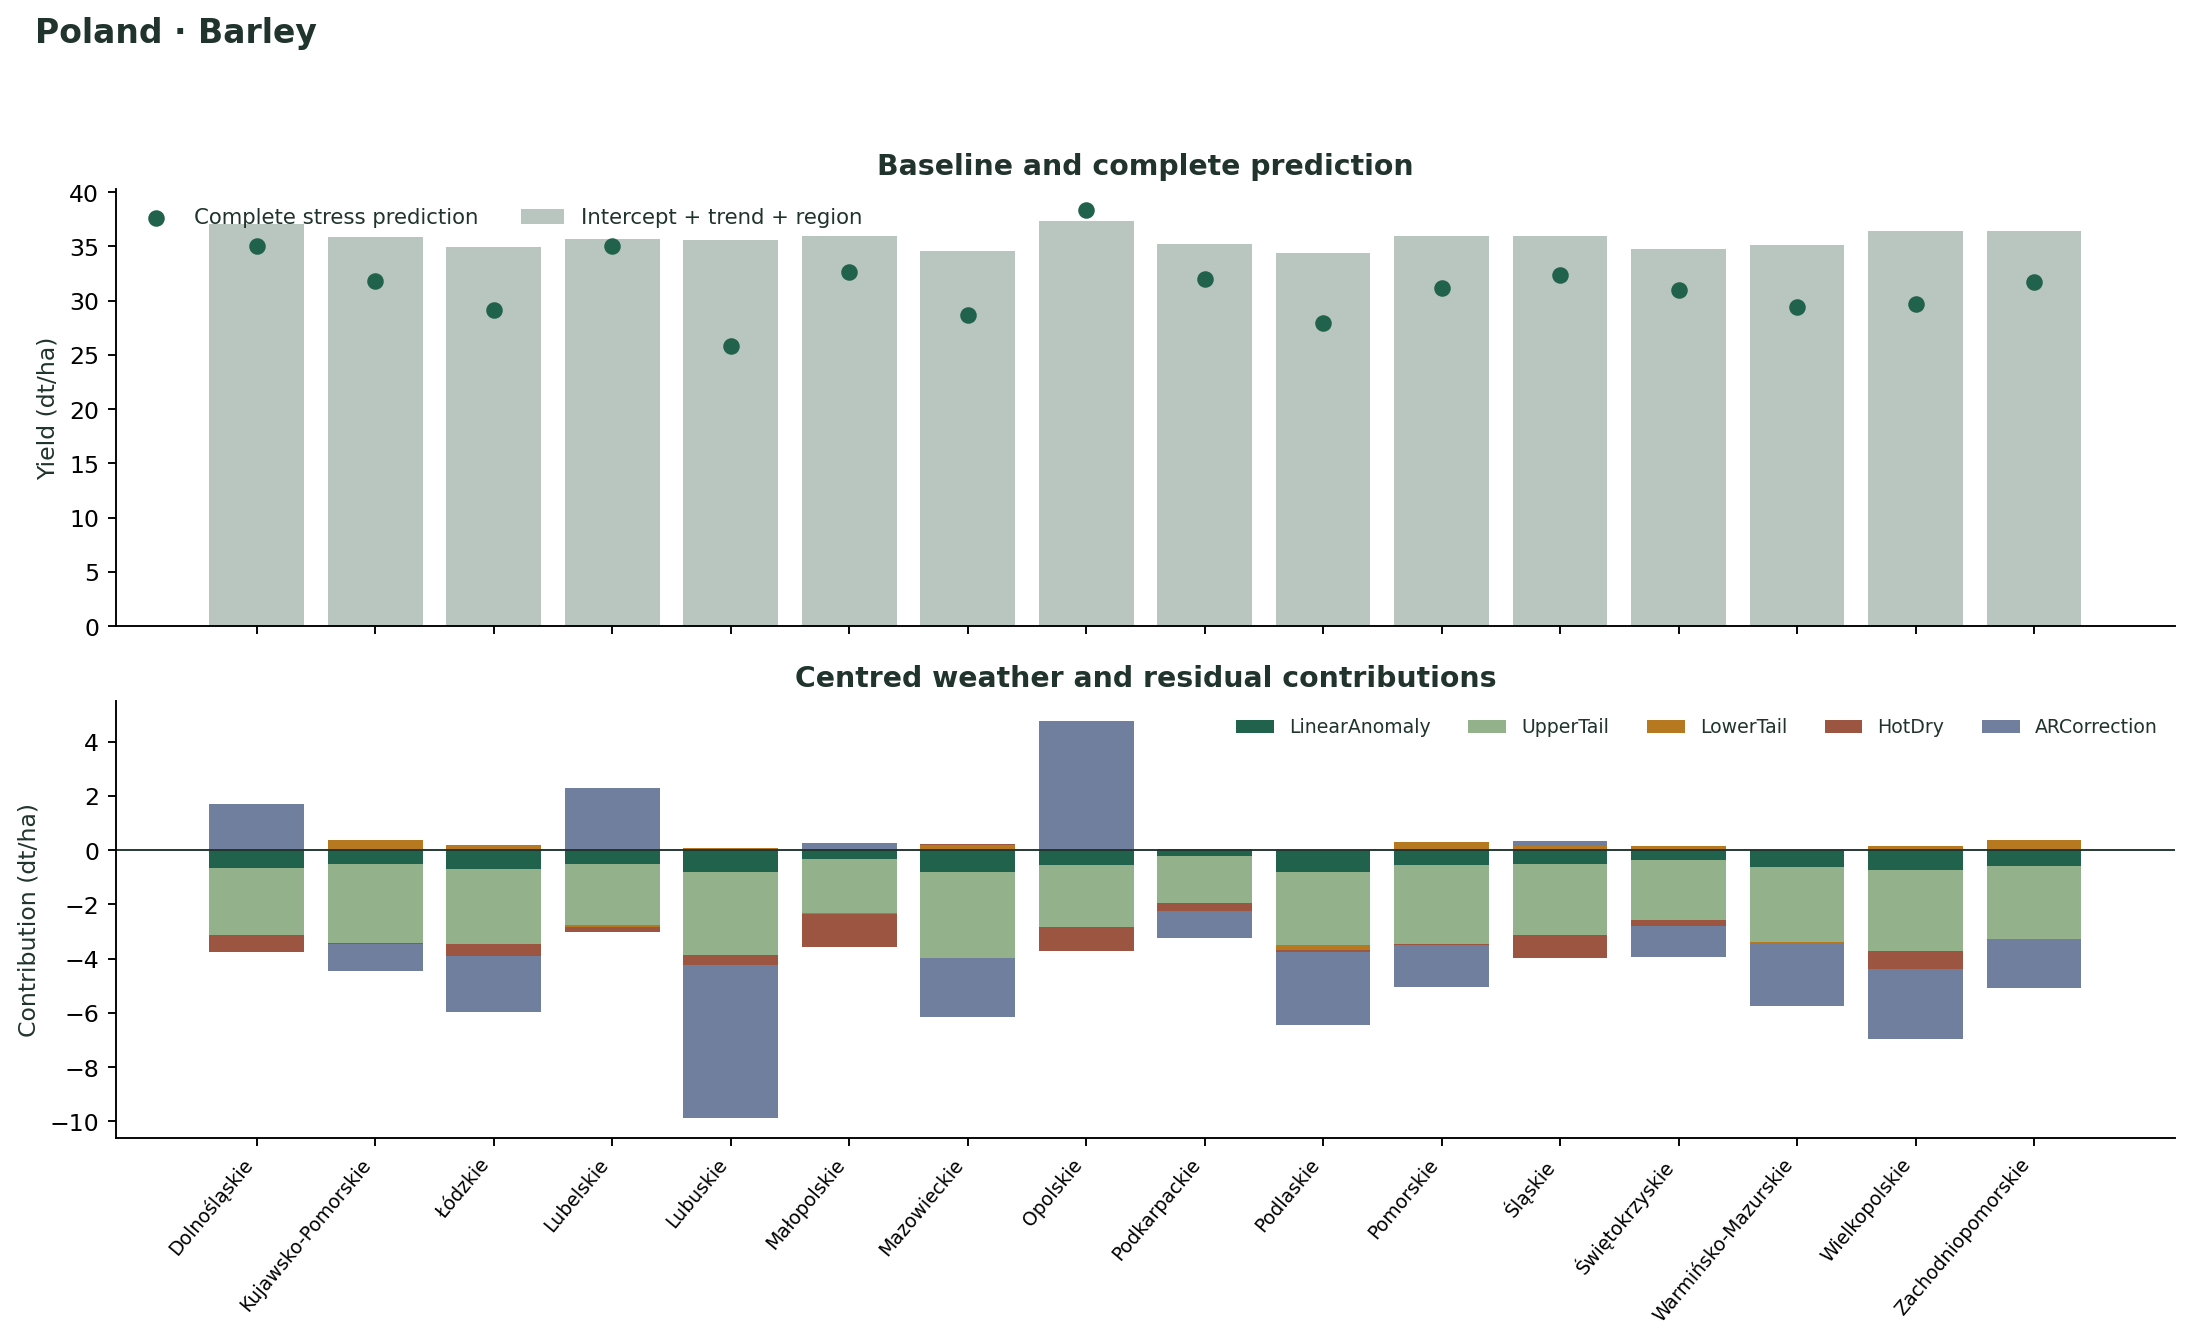 Poland · Barley
Baseline and complete prediction
Complete stress prediction
Intercept + trend + region
Yield (dt/ha)
40
35
30
25
20
15
10
5
0
Centred weather and residual contributions
LinearAnomaly
UpperTail
LowerTail
HotDry
ARCorrection
Contribution (dt/ha)
4
2
0
−2
−4
−6
−8
−10
Dolnośląskie
Kujawsko-Pomorskie
Łódzkie
Lubelskie
Lubuskie
Małopolskie
Mazowieckie
Opolskie
Podkarpackie
Podlaskie
Pomorskie
Śląskie
Świętokrzyskie
Warmińsko-Mazurskie
Wielkopolskie
Zachodniopomorskie